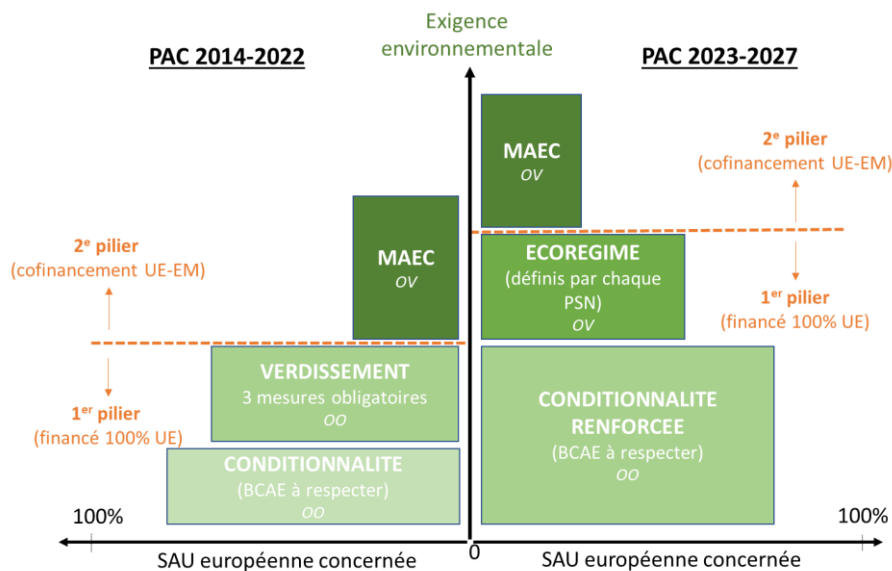 Exigence
environnementale
PAC 2014-2022
PAC 2023-2027
MAEC
OV
2e pilier
(cofinancement UE-EM)
MAEC
OV
2e pilier
(cofinancement UE-EM)
ECOREGIME
(définis par chaque
PSN)
OV
1er pilier
(financé 100% UE)
VERDISSEMENT
3 mesures obligatoires
OO
1er pilier
(financé 100% UE)
CONDITIONNALITE
RENFORCEE
(BCAE à respecter)
OO
CONDITIONNALITE
(BCAE à respecter)
OO
100%
100%
0
SAU européenne concernée
SAU européenne concernée